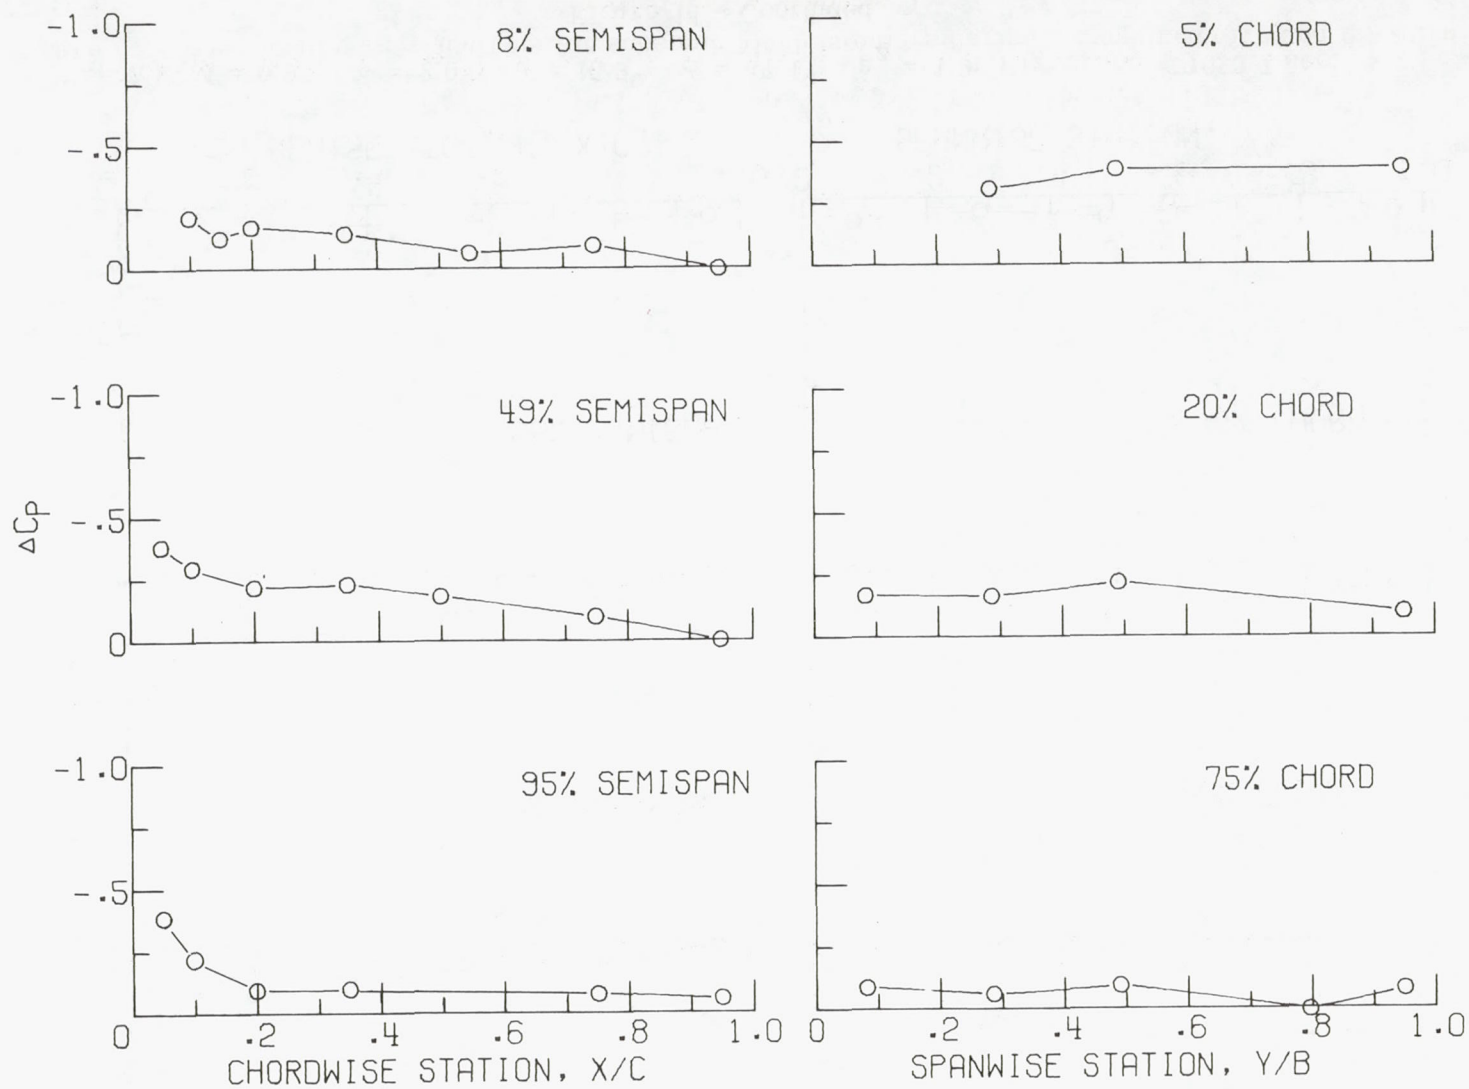 8% SEMISPAN
-1.0
-.5
0
5% CHORD
49% SEMISPAN
-1.0
-.5
0
20% CHORD
ΔCp
95% SEMISPAN
-1.0
-.5
75% CHORD
0 .2 .4 .6 .8 1.0
CHORDWISE STATION, X/C
0 .2 .4 .6 .8 1.0
SPANWISE STATION, Y/B